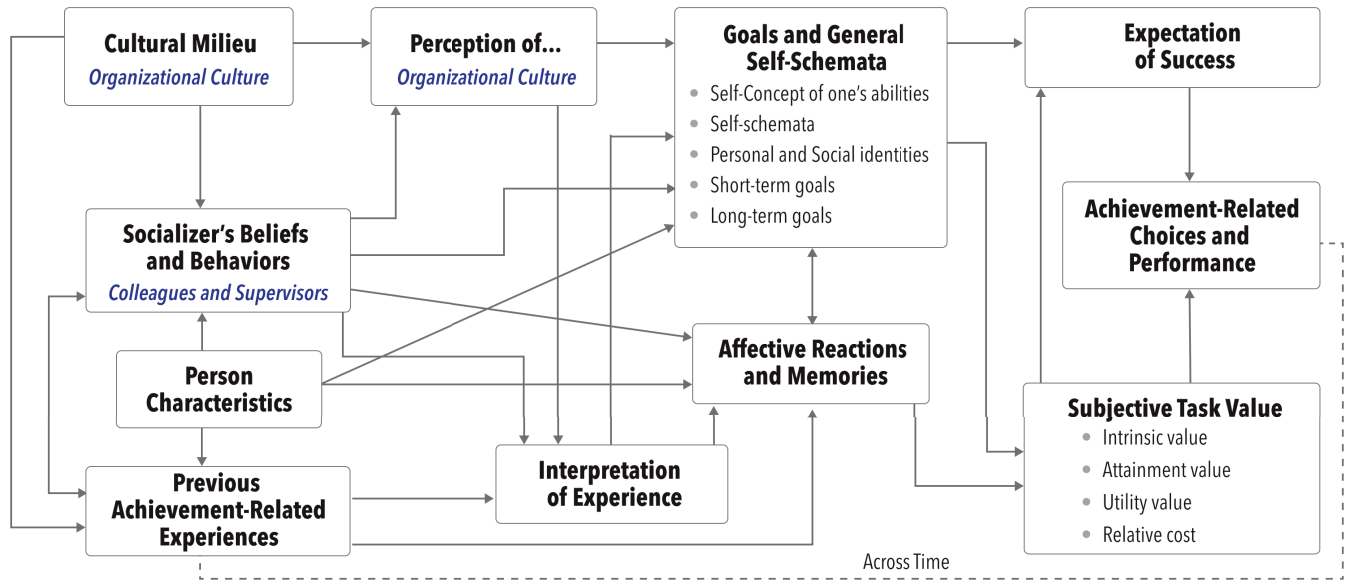 Cultural Milieu
Organizational Culture
Perception of...
Organizational Culture
Goals and General
Self-Schemata
• Self-Concept of one's abilities
• Self-schemata
• Personal and Social identities
• Short-term goals
• Long-term goals
Expectation
of Success
Achievement-Related
Choices and
Performance
Socializer's Beliefs
and Behaviors
Colleagues and Supervisors
Affective Reactions
and Memories
Person
Characteristics
Subjective Task Value
• Intrinsic value
• Attainment value
• Utility value
• Relative cost
Interpretation
of Experience
Previous
Achievement-Related
Experiences
Across Time